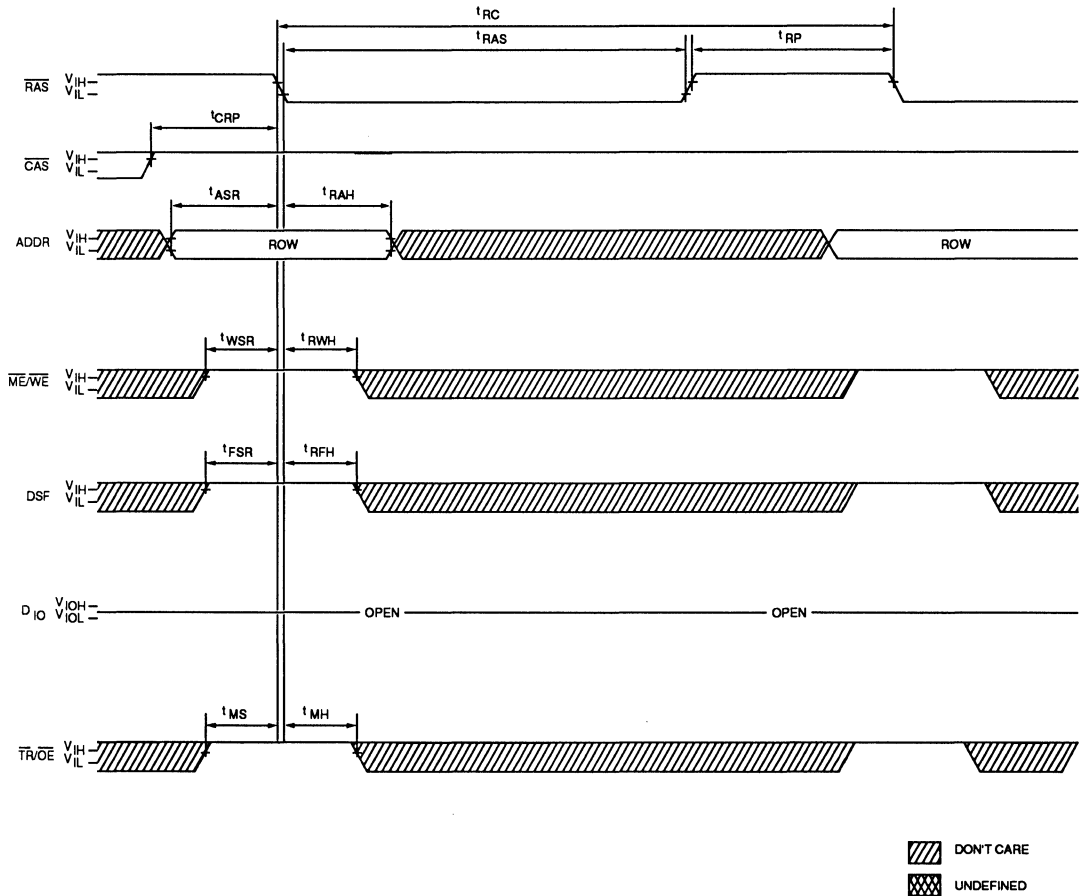 tRC
tRAS
tRP
RAS VIH VIL
tCRP
CAS VIH VIL
tASR tRAH
ADDR VIH VIL ROW ROW
tWSR tRWH
ME/WE VIH VIL
tFSR tRFH
DSF VIH VIL
DIO VIOH VIOL OPEN OPEN
tMS tMH
TR/OE VIH VIL
DON'T CARE
UNDEFINED